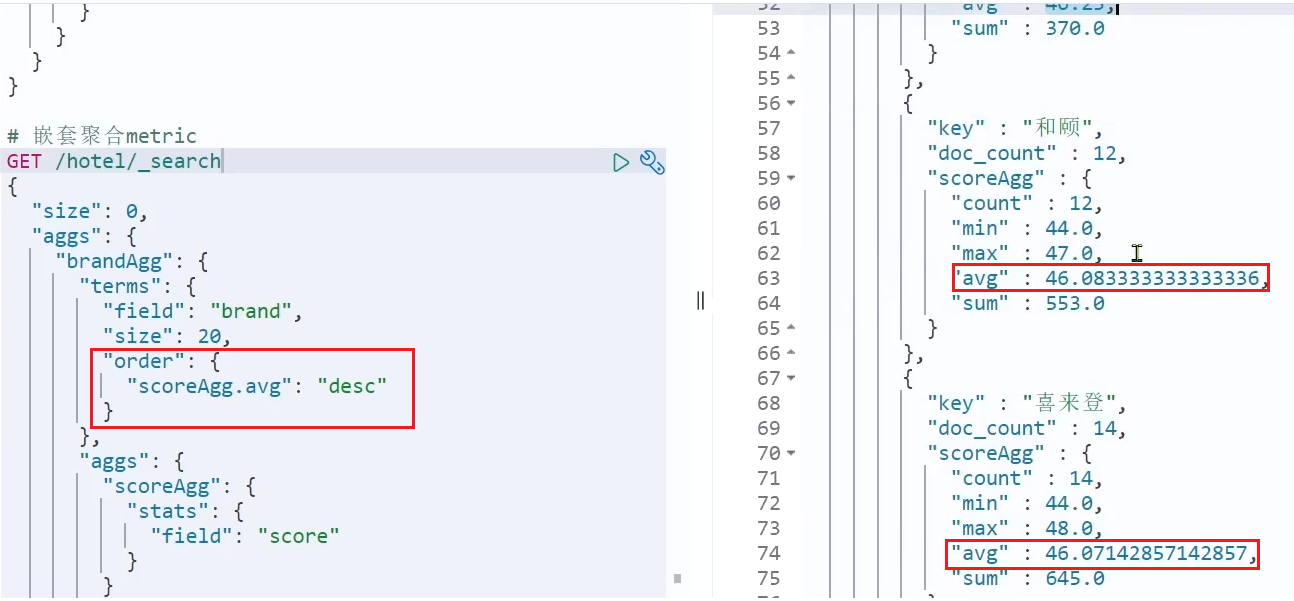 }
}
}
}
# 嵌套聚合metric
GET /hotel/_search
{
"size": 0,
"aggs": {
"brandAgg": {
"terms": {
"field": "brand",
"size": 20,
"order": {
"scoreAgg.avg": "desc"
}
},
"aggs": {
"scoreAgg": {
"stats": {
"field": "score"
}
}
52 "avg" : 46.25,
53 "sum" : 370.0
54 }
55 },
56 {
57 "key" : "和颐",
58 "doc_count" : 12,
59 "scoreAgg" : {
60 "count" : 12,
61 "min" : 44.0,
62 "max" : 47.0,
63 "avg" : 46.083333333333336,
64 "sum" : 553.0
65 }
66 },
67 {
68 "key" : "喜来登",
69 "doc_count" : 14,
70 "scoreAgg" : {
71 "count" : 14,
72 "min" : 44.0,
73 "max" : 48.0,
74 "avg" : 46.07142857142857,
75 "sum" : 645.0